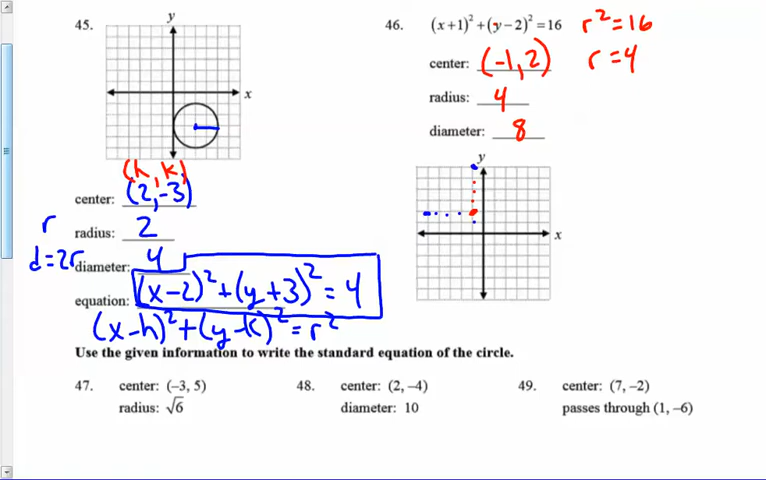 45.
y
x
(h, k)
center: (2,-3)
r
radius: 2
d=2r
diameter: 4
equation: (x-2)²+(y+3)²=4
(x-h)²+(y-k)²=r²
46. (x+1)²+(y−2)²=16 r²=16
center: (-1,2) r=4
radius: 4
diameter: 8
y
x
Use the given information to write the standard equation of the circle.
47. center: (−3, 5)
radius: √6
48. center: (2, −4)
diameter: 10
49. center: (7, −2)
passes through (1, −6)